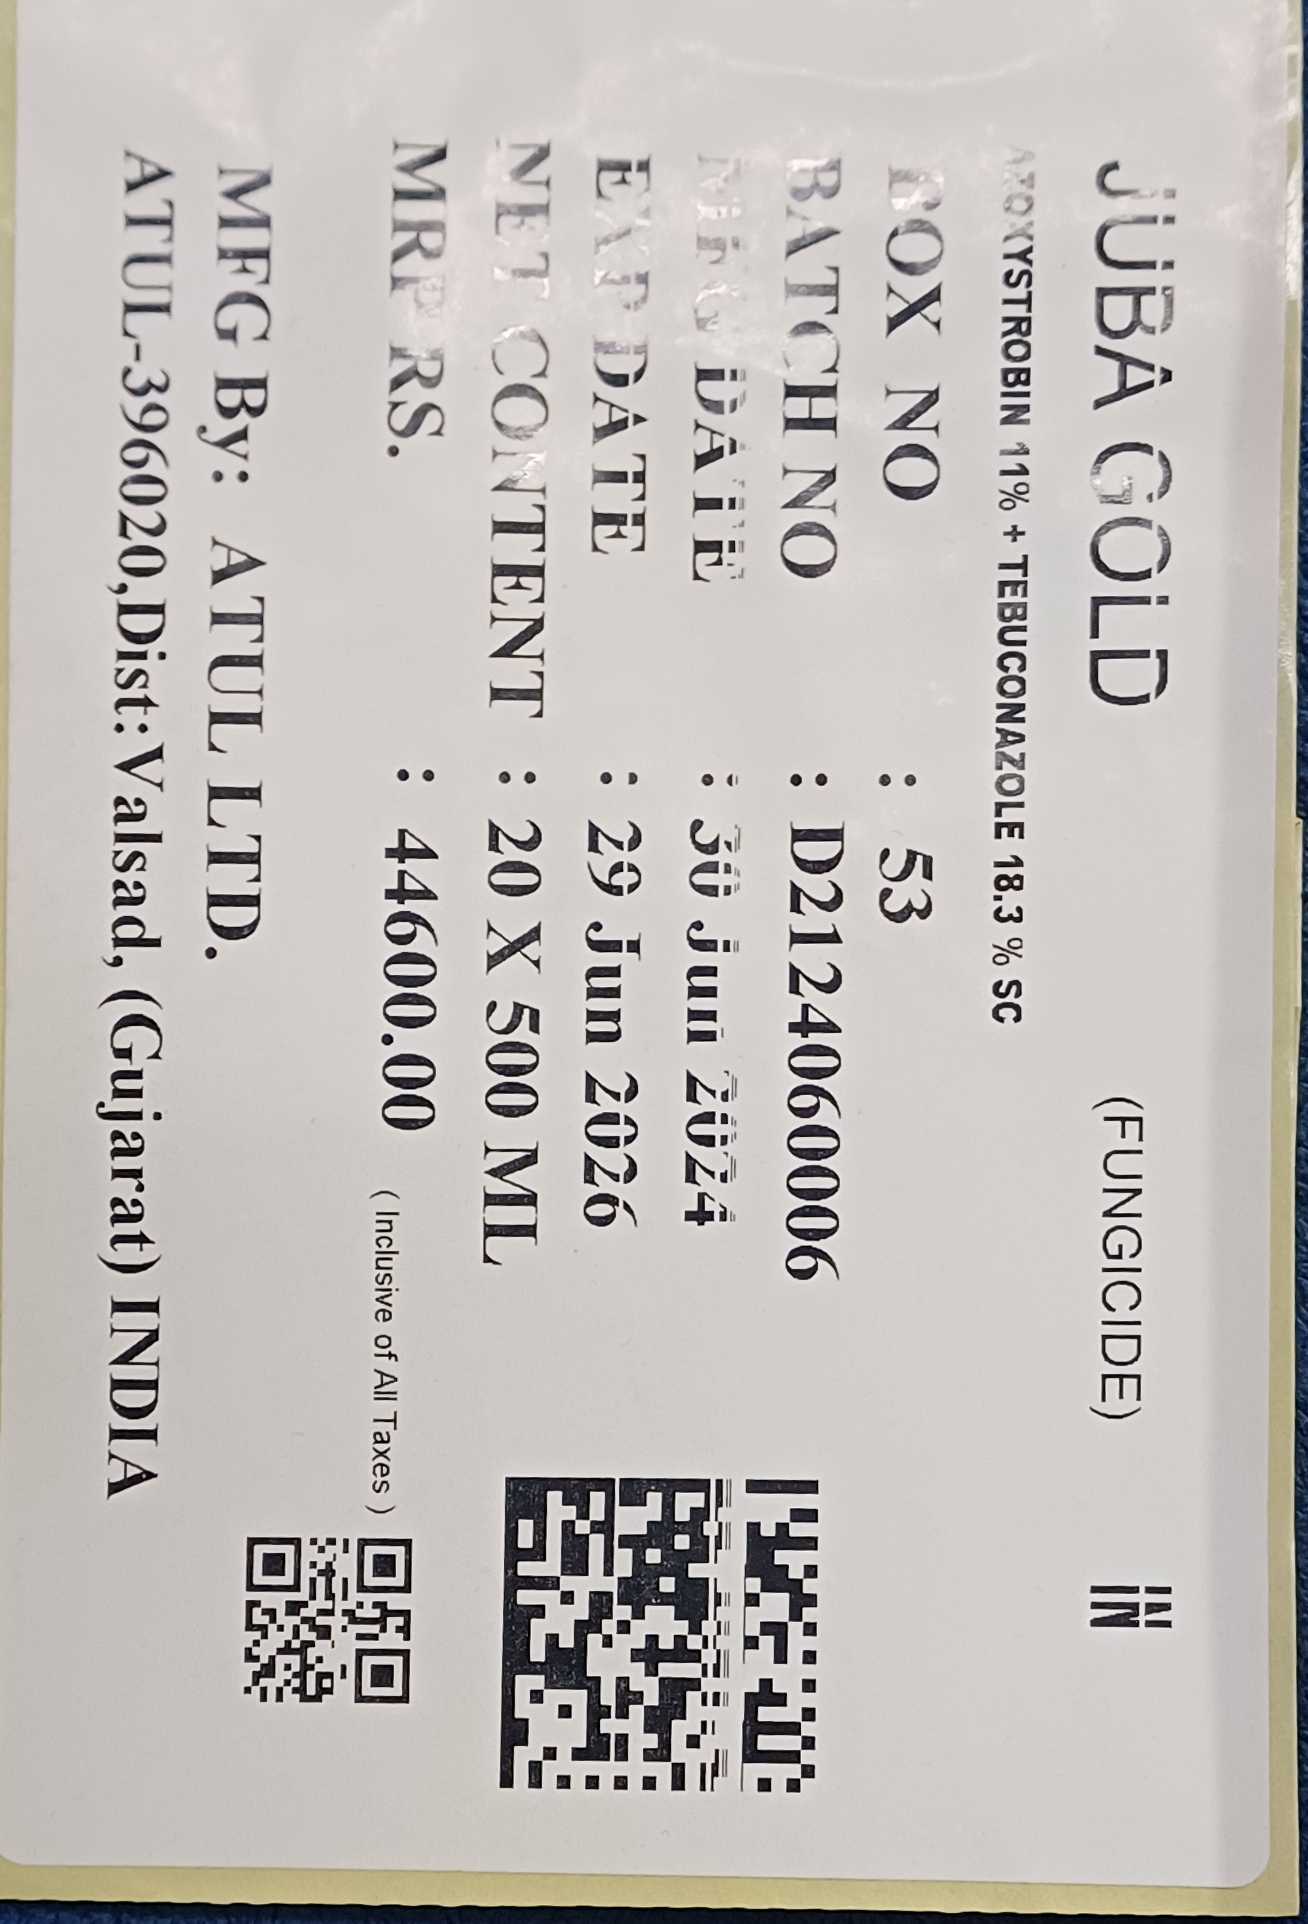 JUBA GOLD (FUNGICIDE) IN
AZOXYSTROBIN 11% + TEBUCONAZOLE 18.3 % SC
BOX NO : 53
BATCH NO : D2124060006
MFG DATE : 30 Jun 2024
EXP DATE : 29 Jun 2026
NET CONTENT : 20 X 500 ML
MRP RS. : 44600.00 ( Inclusive of All Taxes )
MFG By: ATUL LTD.
ATUL-396020,Dist:Valsad, (Gujarat) INDIA